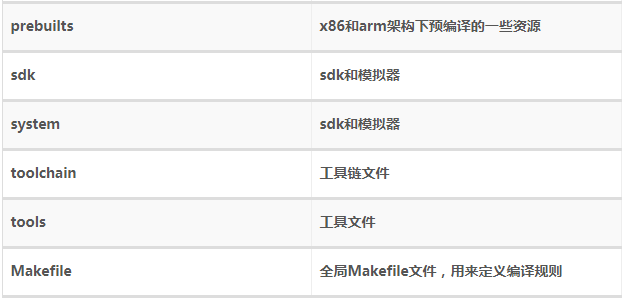 prebuilts x86和arm架构下预编译的一些资源
sdk sdk和模拟器
system sdk和模拟器
toolchain 工具链文件
tools 工具文件
Makefile 全局Makefile文件，用来定义编译规则